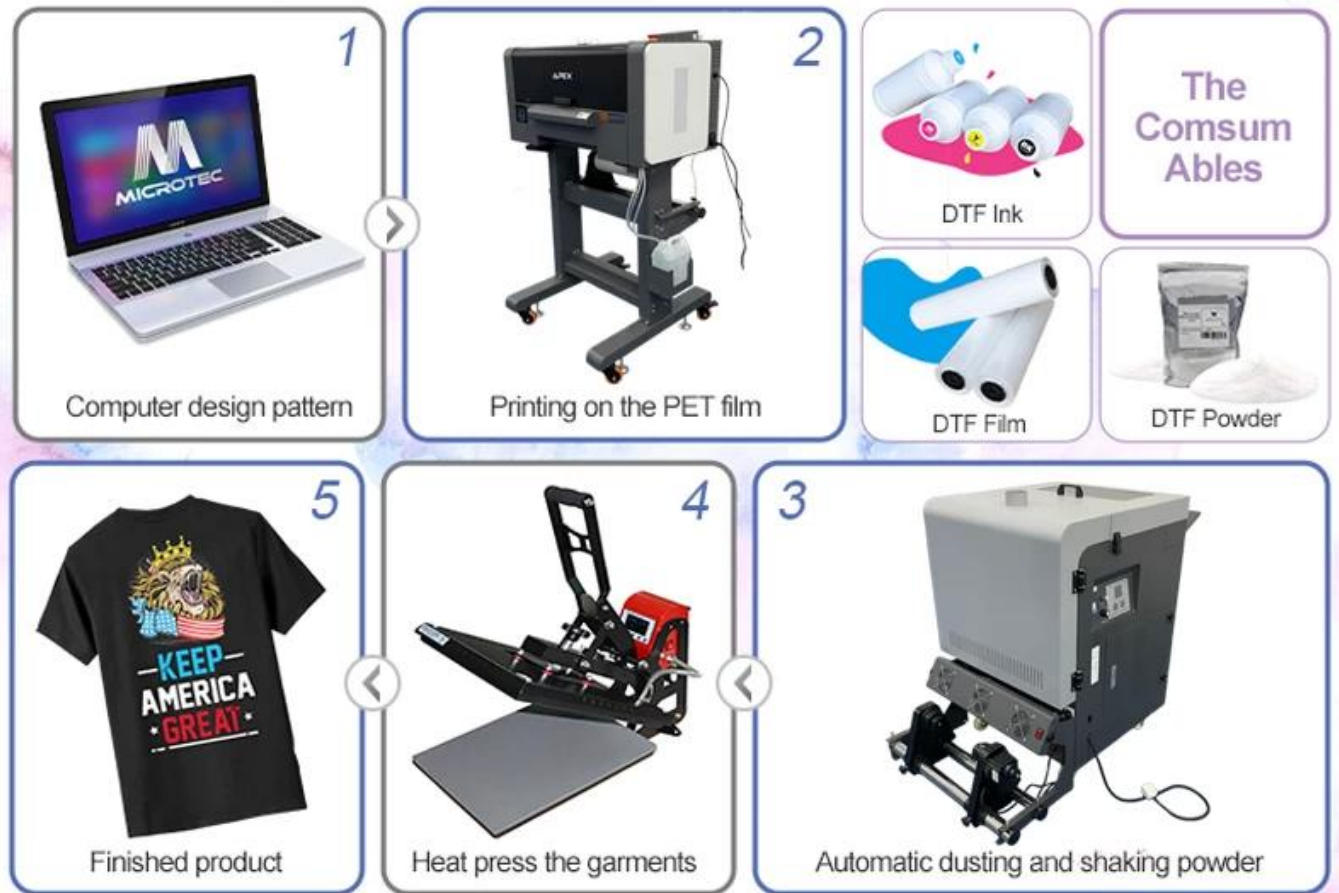 1
MICROTEC
Computer design pattern
2
APEX
Printing on the PET film
DTF Ink
The
Comsum
Ables
DTF Film
DTF Powder
3
Automatic dusting and shaking powder
4
Heat press the garments
5
KEEP
AMERICA
GREAT
Finished product